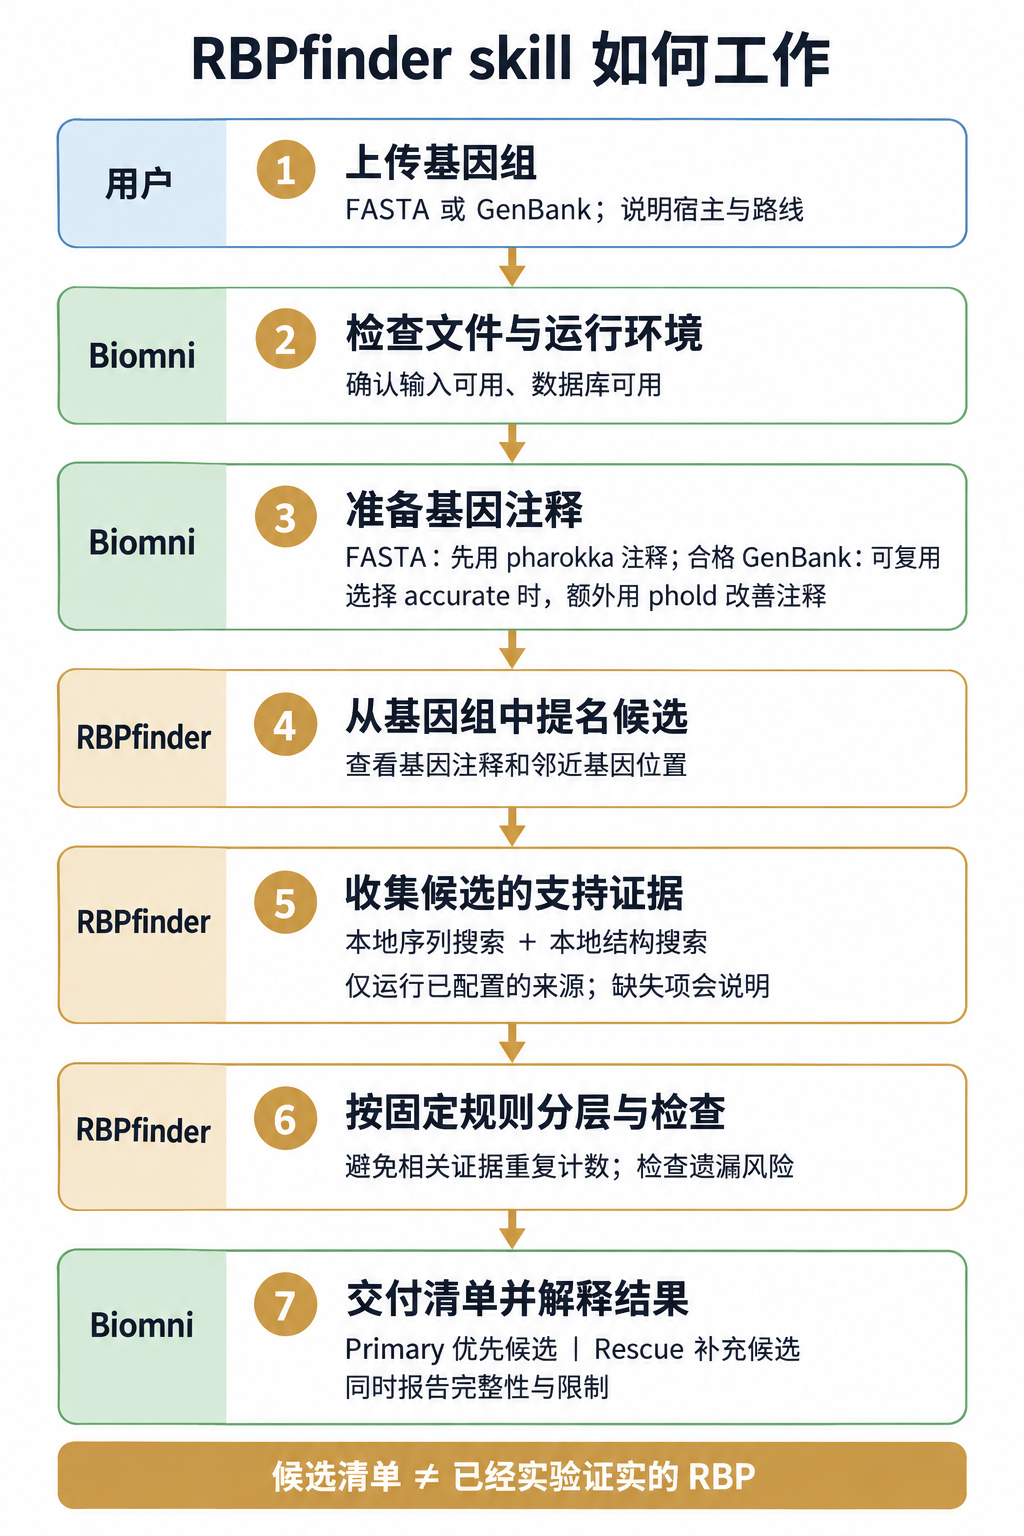 RBPfinder skill 如何工作
用户
1
上传基因组
FASTA 或 GenBank；说明宿主与路线
Biomni
2
检查文件与运行环境
确认输入可用、数据库可用
Biomni
3
准备基因注释
FASTA：先用 pharokka 注释；合格 GenBank：可复用
选择 accurate 时，额外用 phold 改善注释
RBPfinder
4
从基因组中提名候选
查看基因注释和邻近基因位置
RBPfinder
5
收集候选的支持证据
本地序列搜索 + 本地结构搜索
仅运行已配置的来源；缺失项会说明
RBPfinder
6
按固定规则分层与检查
避免相关证据重复计数；检查遗漏风险
Biomni
7
交付清单并解释结果
Primary 优先候选 | Rescue 补充候选
同时报告完整性与限制
候选清单 ≠ 已经实验证实的 RBP